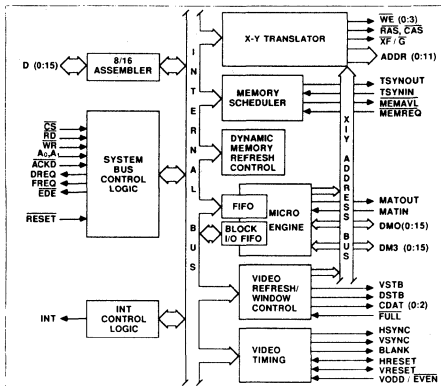 WE (0:3)
RAS, CAS
XF / G
ADDR (0:11)
X-Y TRANSLATOR
D (0:15)
8/16
ASSEMBLER
INTERNAL BUS
MEMORY
SCHEDULER
TSYNOUT
TSYNIN
MEMAVL
MEMREQ
DYNAMIC
MEMORY
REFRESH
CONTROL
X/Y ADDRESS BUS
CS
RD
WR
A0,A1
ACKD
DREQ
FREQ
EDE
RESET
SYSTEM
BUS
CONTROL
LOGIC
FIFO
BLOCK
I/O FIFO
MICRO
ENGINE
MATOUT
MATIN
DMO(0:15)
DM3 (0:15)
VIDEO
REFRESH/
WINDOW
CONTROL
VSTB
DSTB
CDAT (0:2)
FULL
INT
INT
CONTROL
LOGIC
VIDEO
TIMING
HSYNC
VSYNC
BLANK
HRESET
VRESET
VODD / EVEN